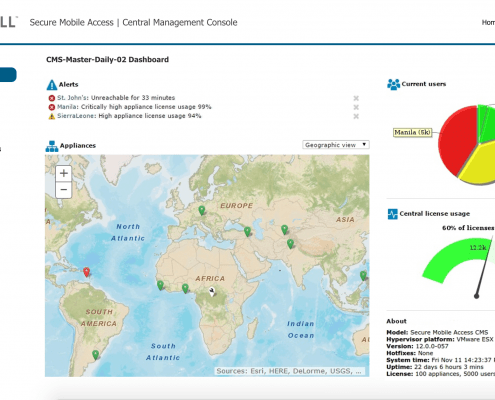 LL
Secure Mobile Access | Central Management Console
Hom
CMS-Master-Daily-02 Dashboard
Alerts
St. John's: Unreachable for 33 minutes
Manila: Critically high appliance license usage 99%
SierraLeone: High appliance license usage 94%
Appliances
Geographic view
+
−
North
Atlantic
EUROPE
ASIA
AFRICA
SOUTH
AMERICA
South
Atlantic
Indian
Ocean
Sources: Esri, HERE, DeLorme, USGS, ...
Current users
Manila (5k)
Central license usage
60% of licenses
12.2k
About
Model: Secure Mobile Access CMS
Hypervisor platform: VMware ESX
Version: 12.0.0-057
Hotfixes: None
System time: Fri Nov 11 14:23:37
Uptime: 22 days 6 hours 3 mins
License: 100 appliances, 5000 users